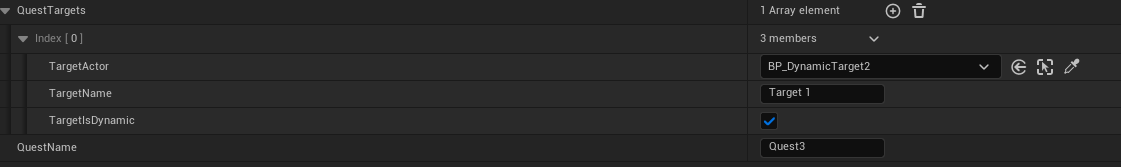 QuestTargets 1 Array element
Index [ 0 ] 3 members
TargetActor BP_DynamicTarget2
TargetName Target 1
TargetIsDynamic
QuestName Quest3